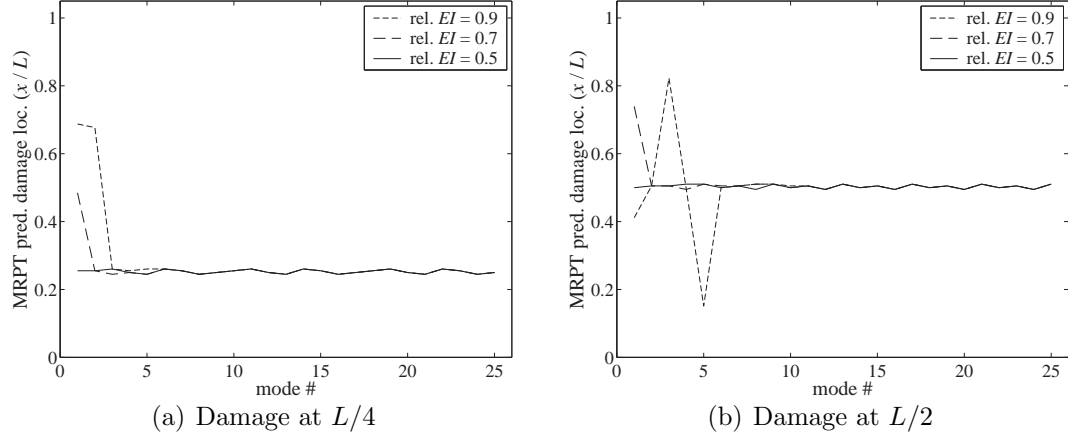 MRPT pred. damage loc. (x / L)
1
0.8
0.6
0.4
0.2
0
rel. EI = 0.9
rel. EI = 0.7
rel. EI = 0.5
0 5 10 15 20 25
mode #
(a) Damage at L/4
MRPT pred. damage loc. (x / L)
1
0.8
0.6
0.4
0.2
0
rel. EI = 0.9
rel. EI = 0.7
rel. EI = 0.5
0 5 10 15 20 25
mode #
(b) Damage at L/2